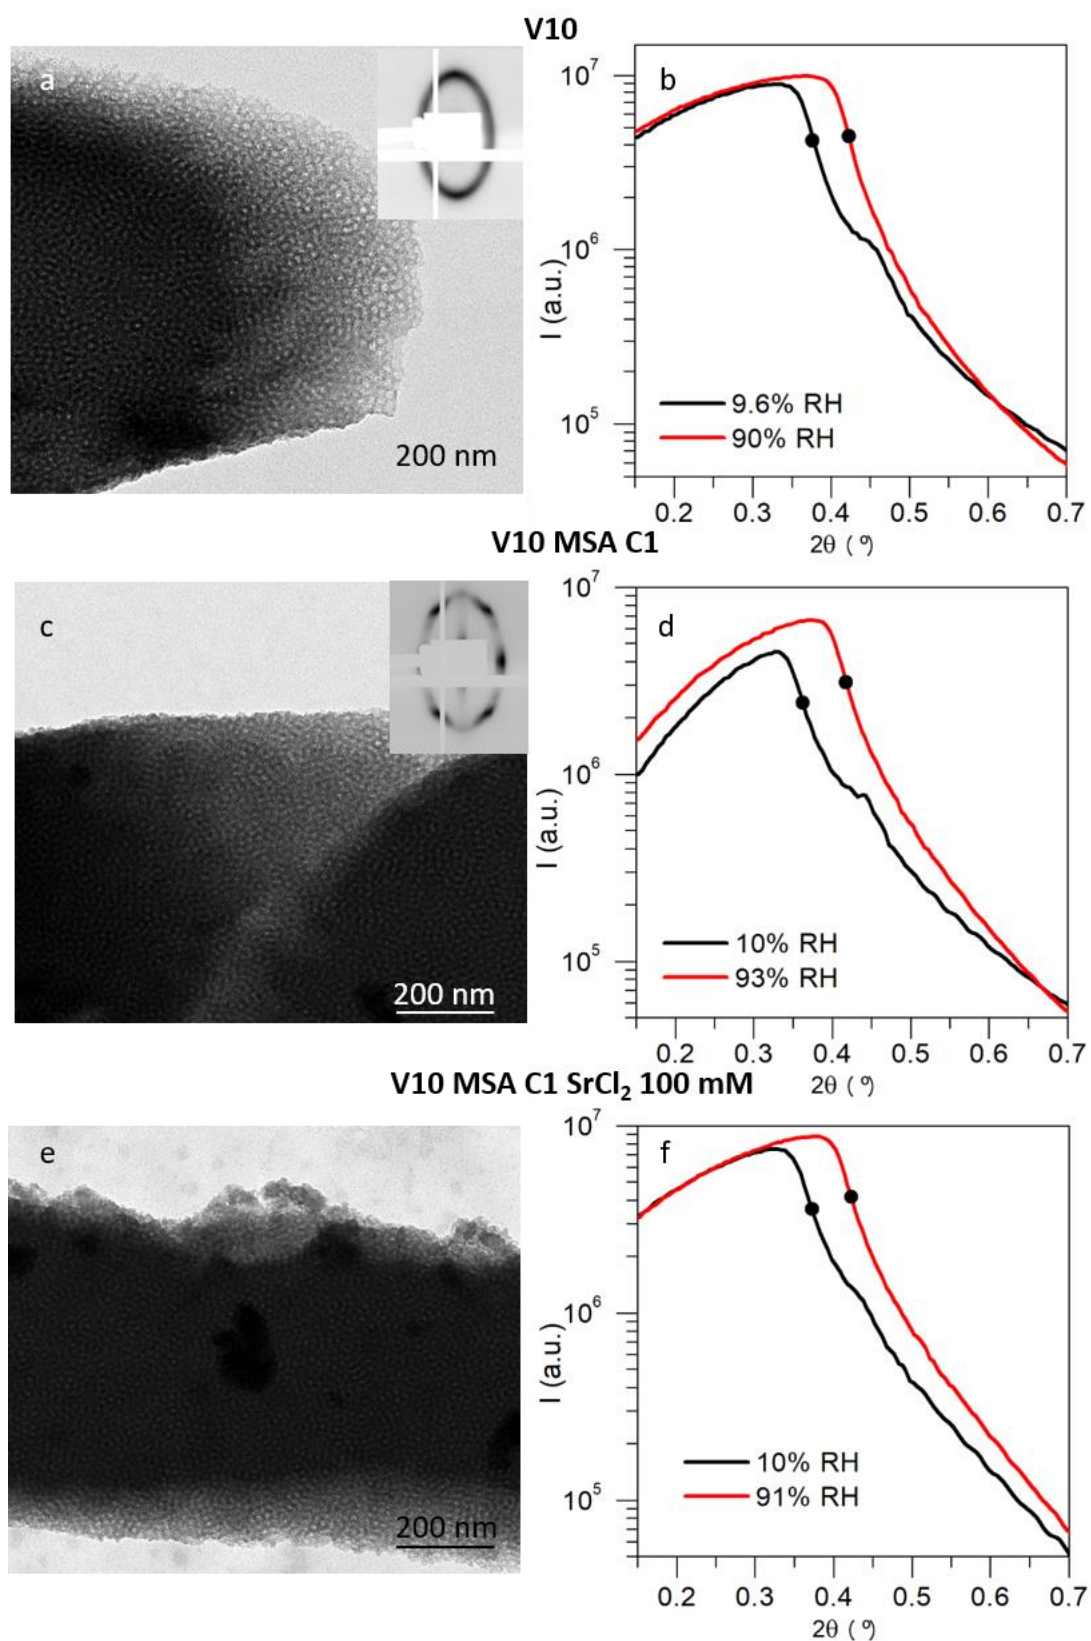 V10
a
200 nm
b
10⁷
10⁶
10⁵
I (a.u.)
9.6% RH
90% RH
0.2 0.3 0.4 0.5 0.6 0.7
2θ ( º)
V10 MSA C1
c
200 nm
d
10⁷
10⁶
10⁵
I (a.u.)
10% RH
93% RH
0.2 0.3 0.4 0.5 0.6 0.7
2θ ( º)
V10 MSA C1 SrCl₂ 100 mM
e
200 nm
f
10⁷
10⁶
10⁵
I (a.u.)
10% RH
91% RH
0.2 0.3 0.4 0.5 0.6 0.7
2θ ( º)